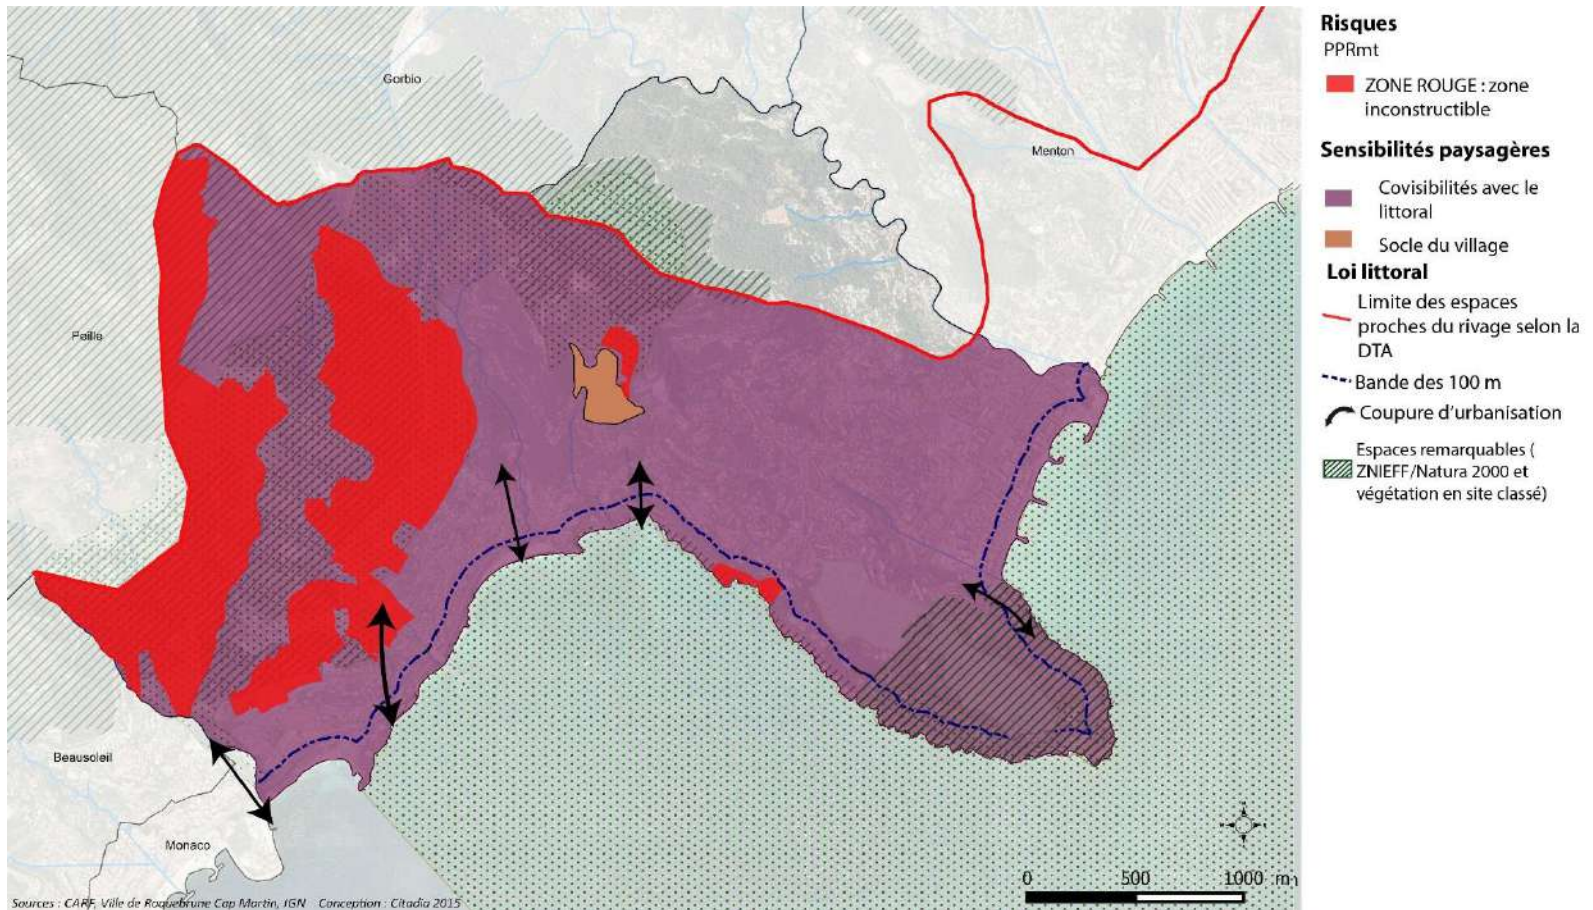 Gorbio
Menton
Peille
Beausoleil
Monaco
Sources : CARF, Ville de Roquebrune Cap Martin, IGN Conception : Citadia 2015
0 500 1000 m
Risques
PPRmt
ZONE ROUGE : zone
inconstructible
Sensibilités paysagères
Covisibilités avec le
littoral
Socle du village
Loi littoral
Limite des espaces
proches du rivage selon la
DTA
Bande des 100 m
Coupure d'urbanisation
Espaces remarquables (
ZNIEFF/Natura 2000 et
végétation en site classé)